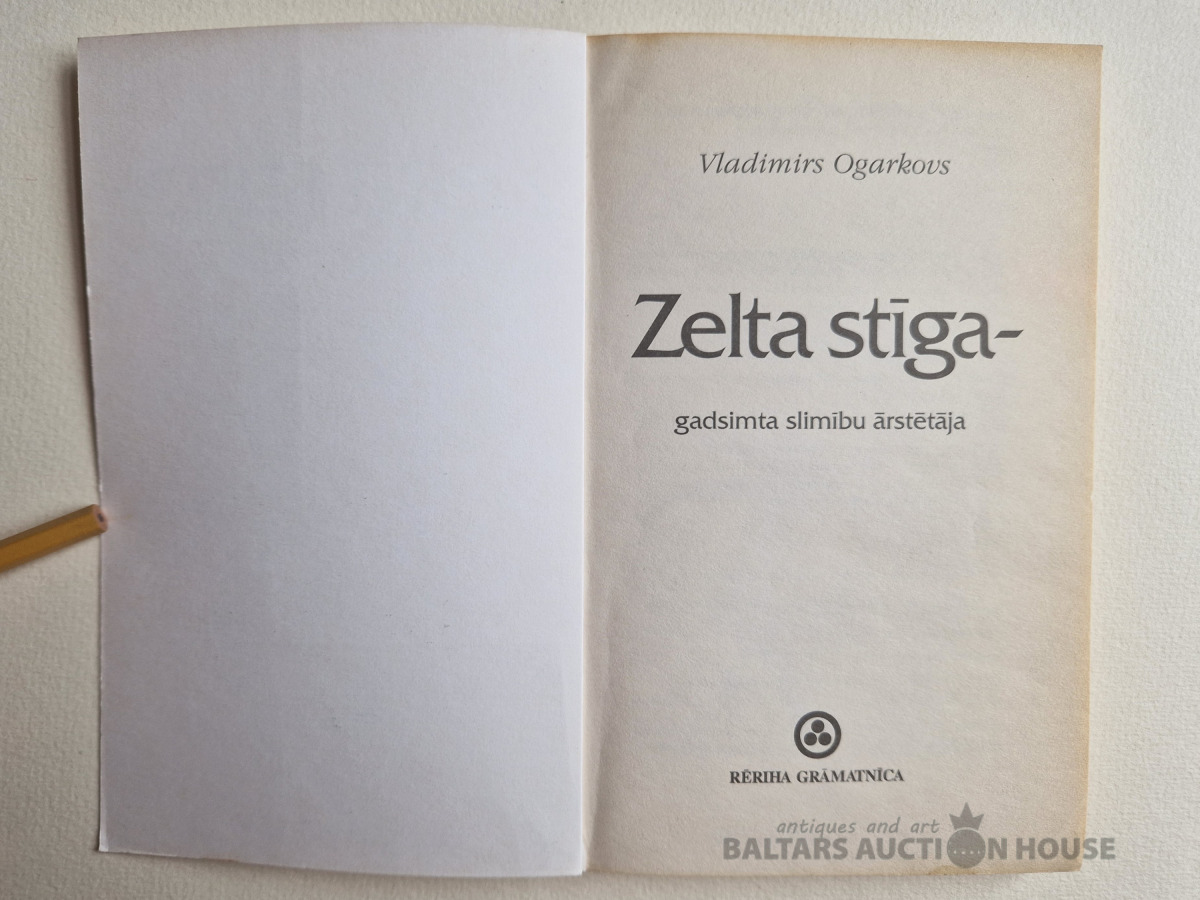 Vladimirs Ogarkovs
Zelta stīga-
gadsimta slimību ārstētāja
RĒRIHA GRĀMATNĪCA
antiques and art
BALTARS AUCTION HOUSE